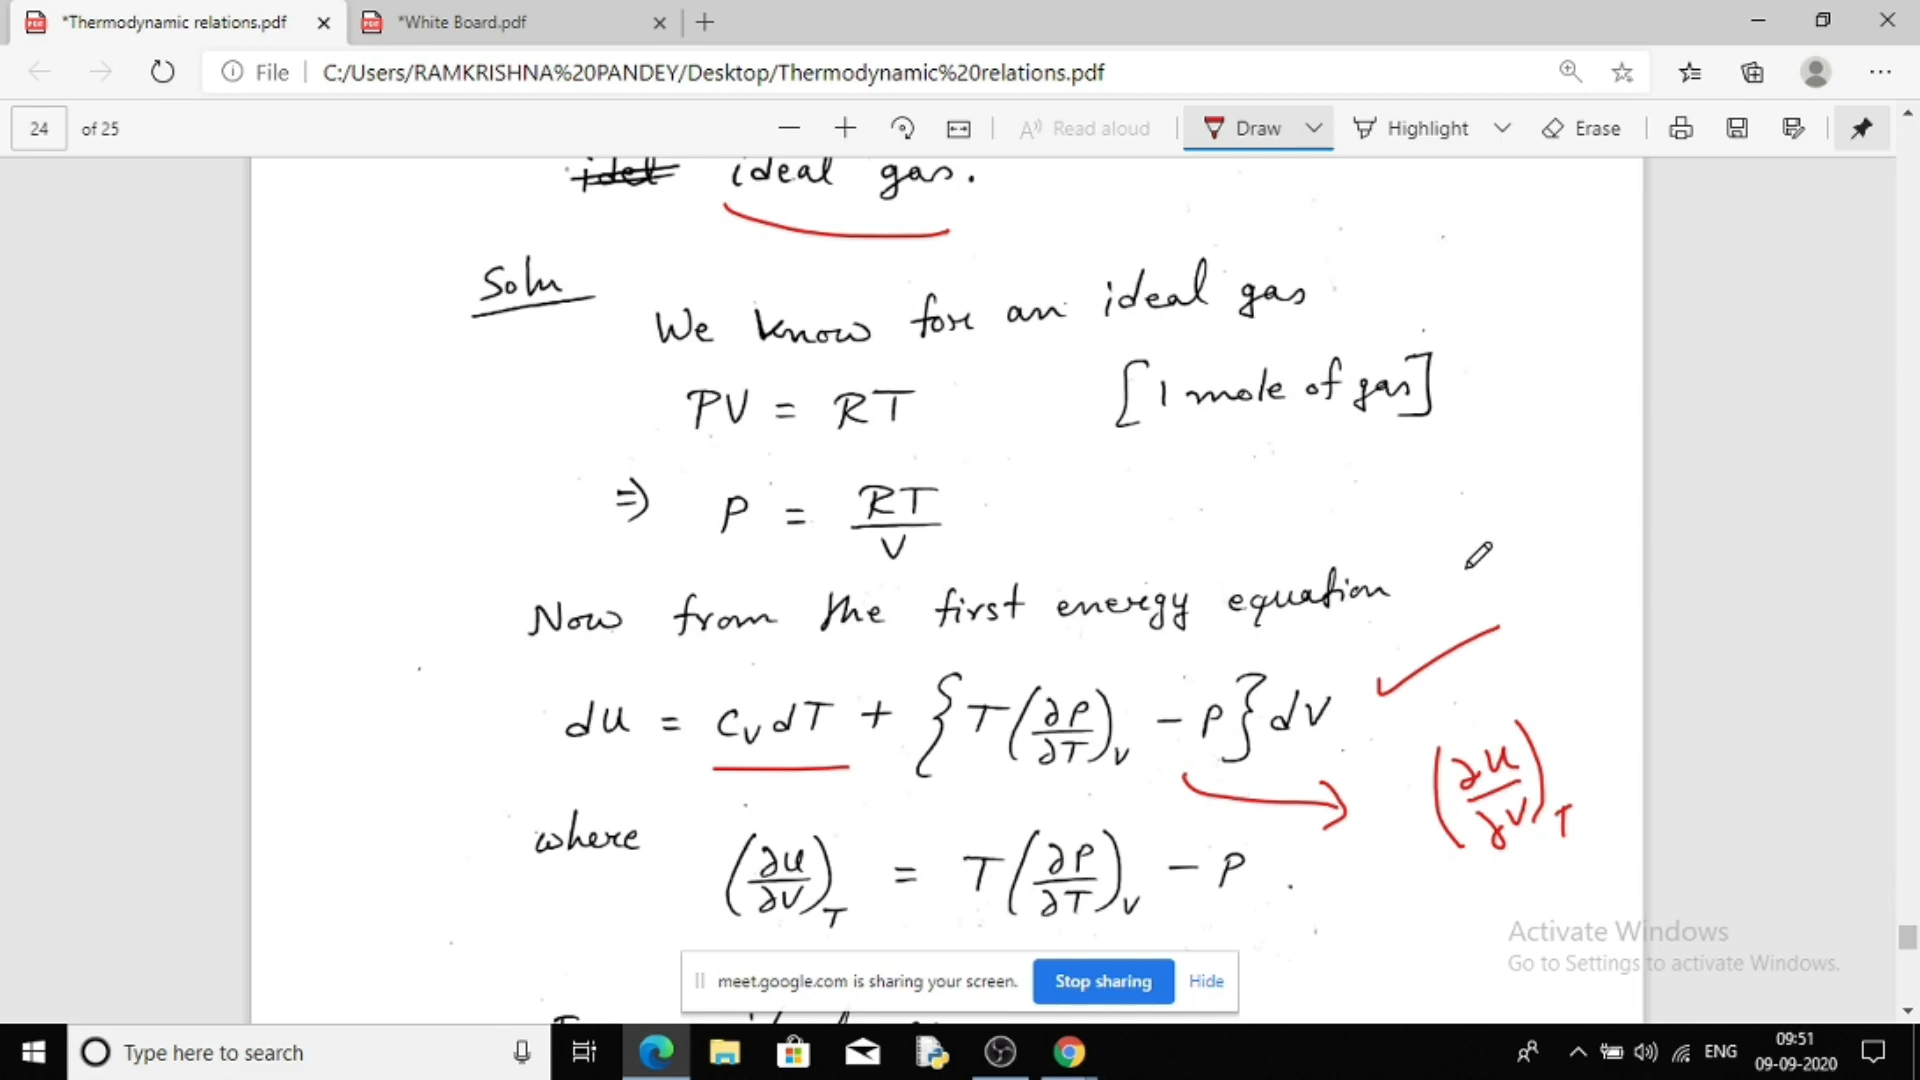 *Thermodynamic relations.pdf
*White Board.pdf
File
C:/Users/RAMKRISHNA%20PANDEY/Desktop/Thermodynamic%20relations.pdf
24 of 25
Read aloud
Draw
Highlight
Erase
ideal gas.
Soln
We know for an ideal gas
PV = RT [1 mole of gas]
⇒ P = RT/V
Now from the first energy equation
du = CvdT + {T(∂P/∂T)v - P}dV
(∂u/∂V)T
where (∂u/∂V)T = T(∂P/∂T)v - P.
Activate Windows
Go to Settings to activate Windows.
meet.google.com is sharing your screen.
Stop sharing
Hide
Type here to search
ENG
09:51
09-09-2020